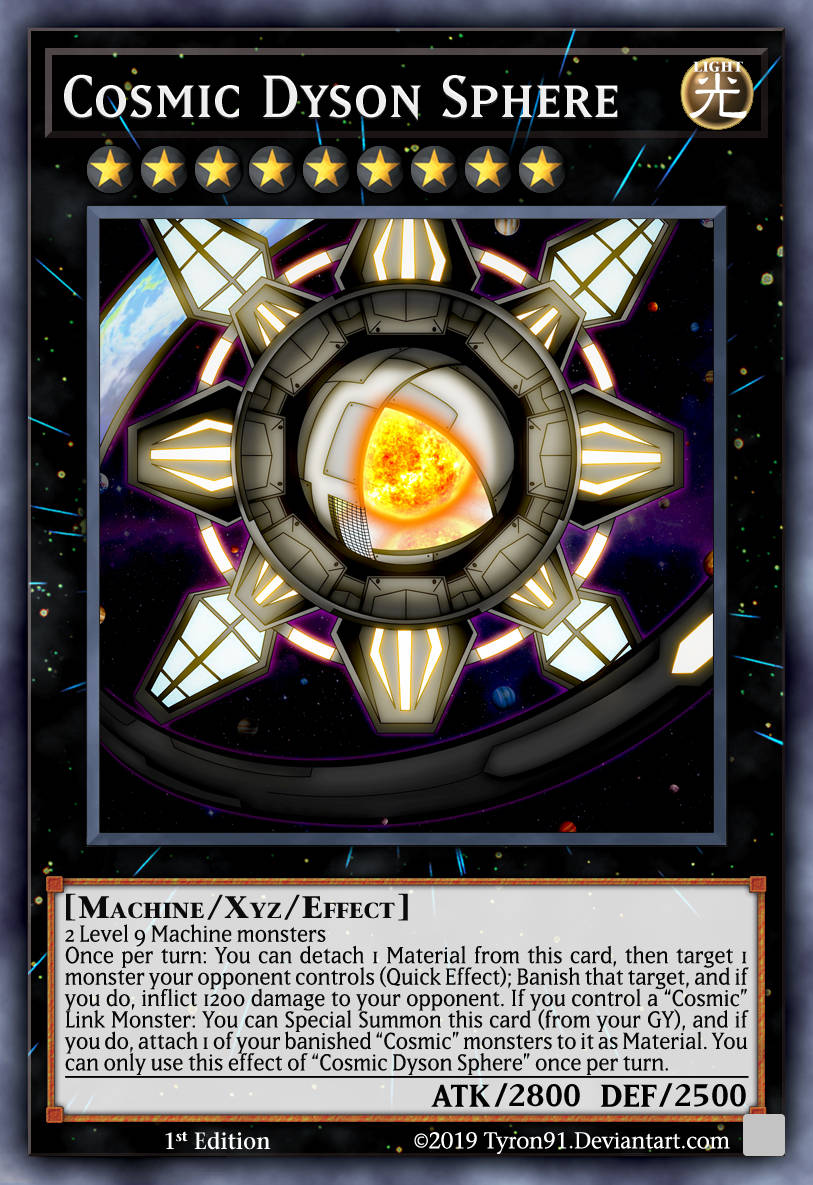 Cosmic Dyson Sphere
LIGHT
光
[Machine/Xyz/Effect]
2 Level 9 Machine monsters
Once per turn: You can detach 1 Material from this card, then target 1
monster your opponent controls (Quick Effect); Banish that target, and if
you do, inflict 1200 damage to your opponent. If you control a “Cosmic”
Link Monster: You can Special Summon this card (from your GY), and if
you do, attach 1 of your banished “Cosmic” monsters to it as Material. You
can only use this effect of “Cosmic Dyson Sphere” once per turn.
ATK/2800 DEF/2500
1st Edition ©2019 Tyron91.Deviantart.com